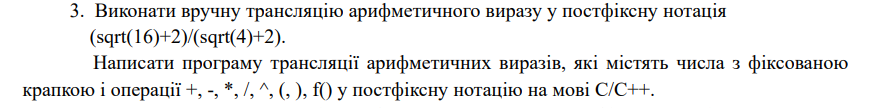 3. Виконати вручну трансляцію арифметичного виразу у постфіксну нотація
(sqrt(16)+2)/(sqrt(4)+2).
Написати програму трансляції арифметичних виразів, які містять числа з фіксованою
крапкою і операції +, -, *, /, ^, (, ), f() у постфіксну нотацію на мові C/C++.